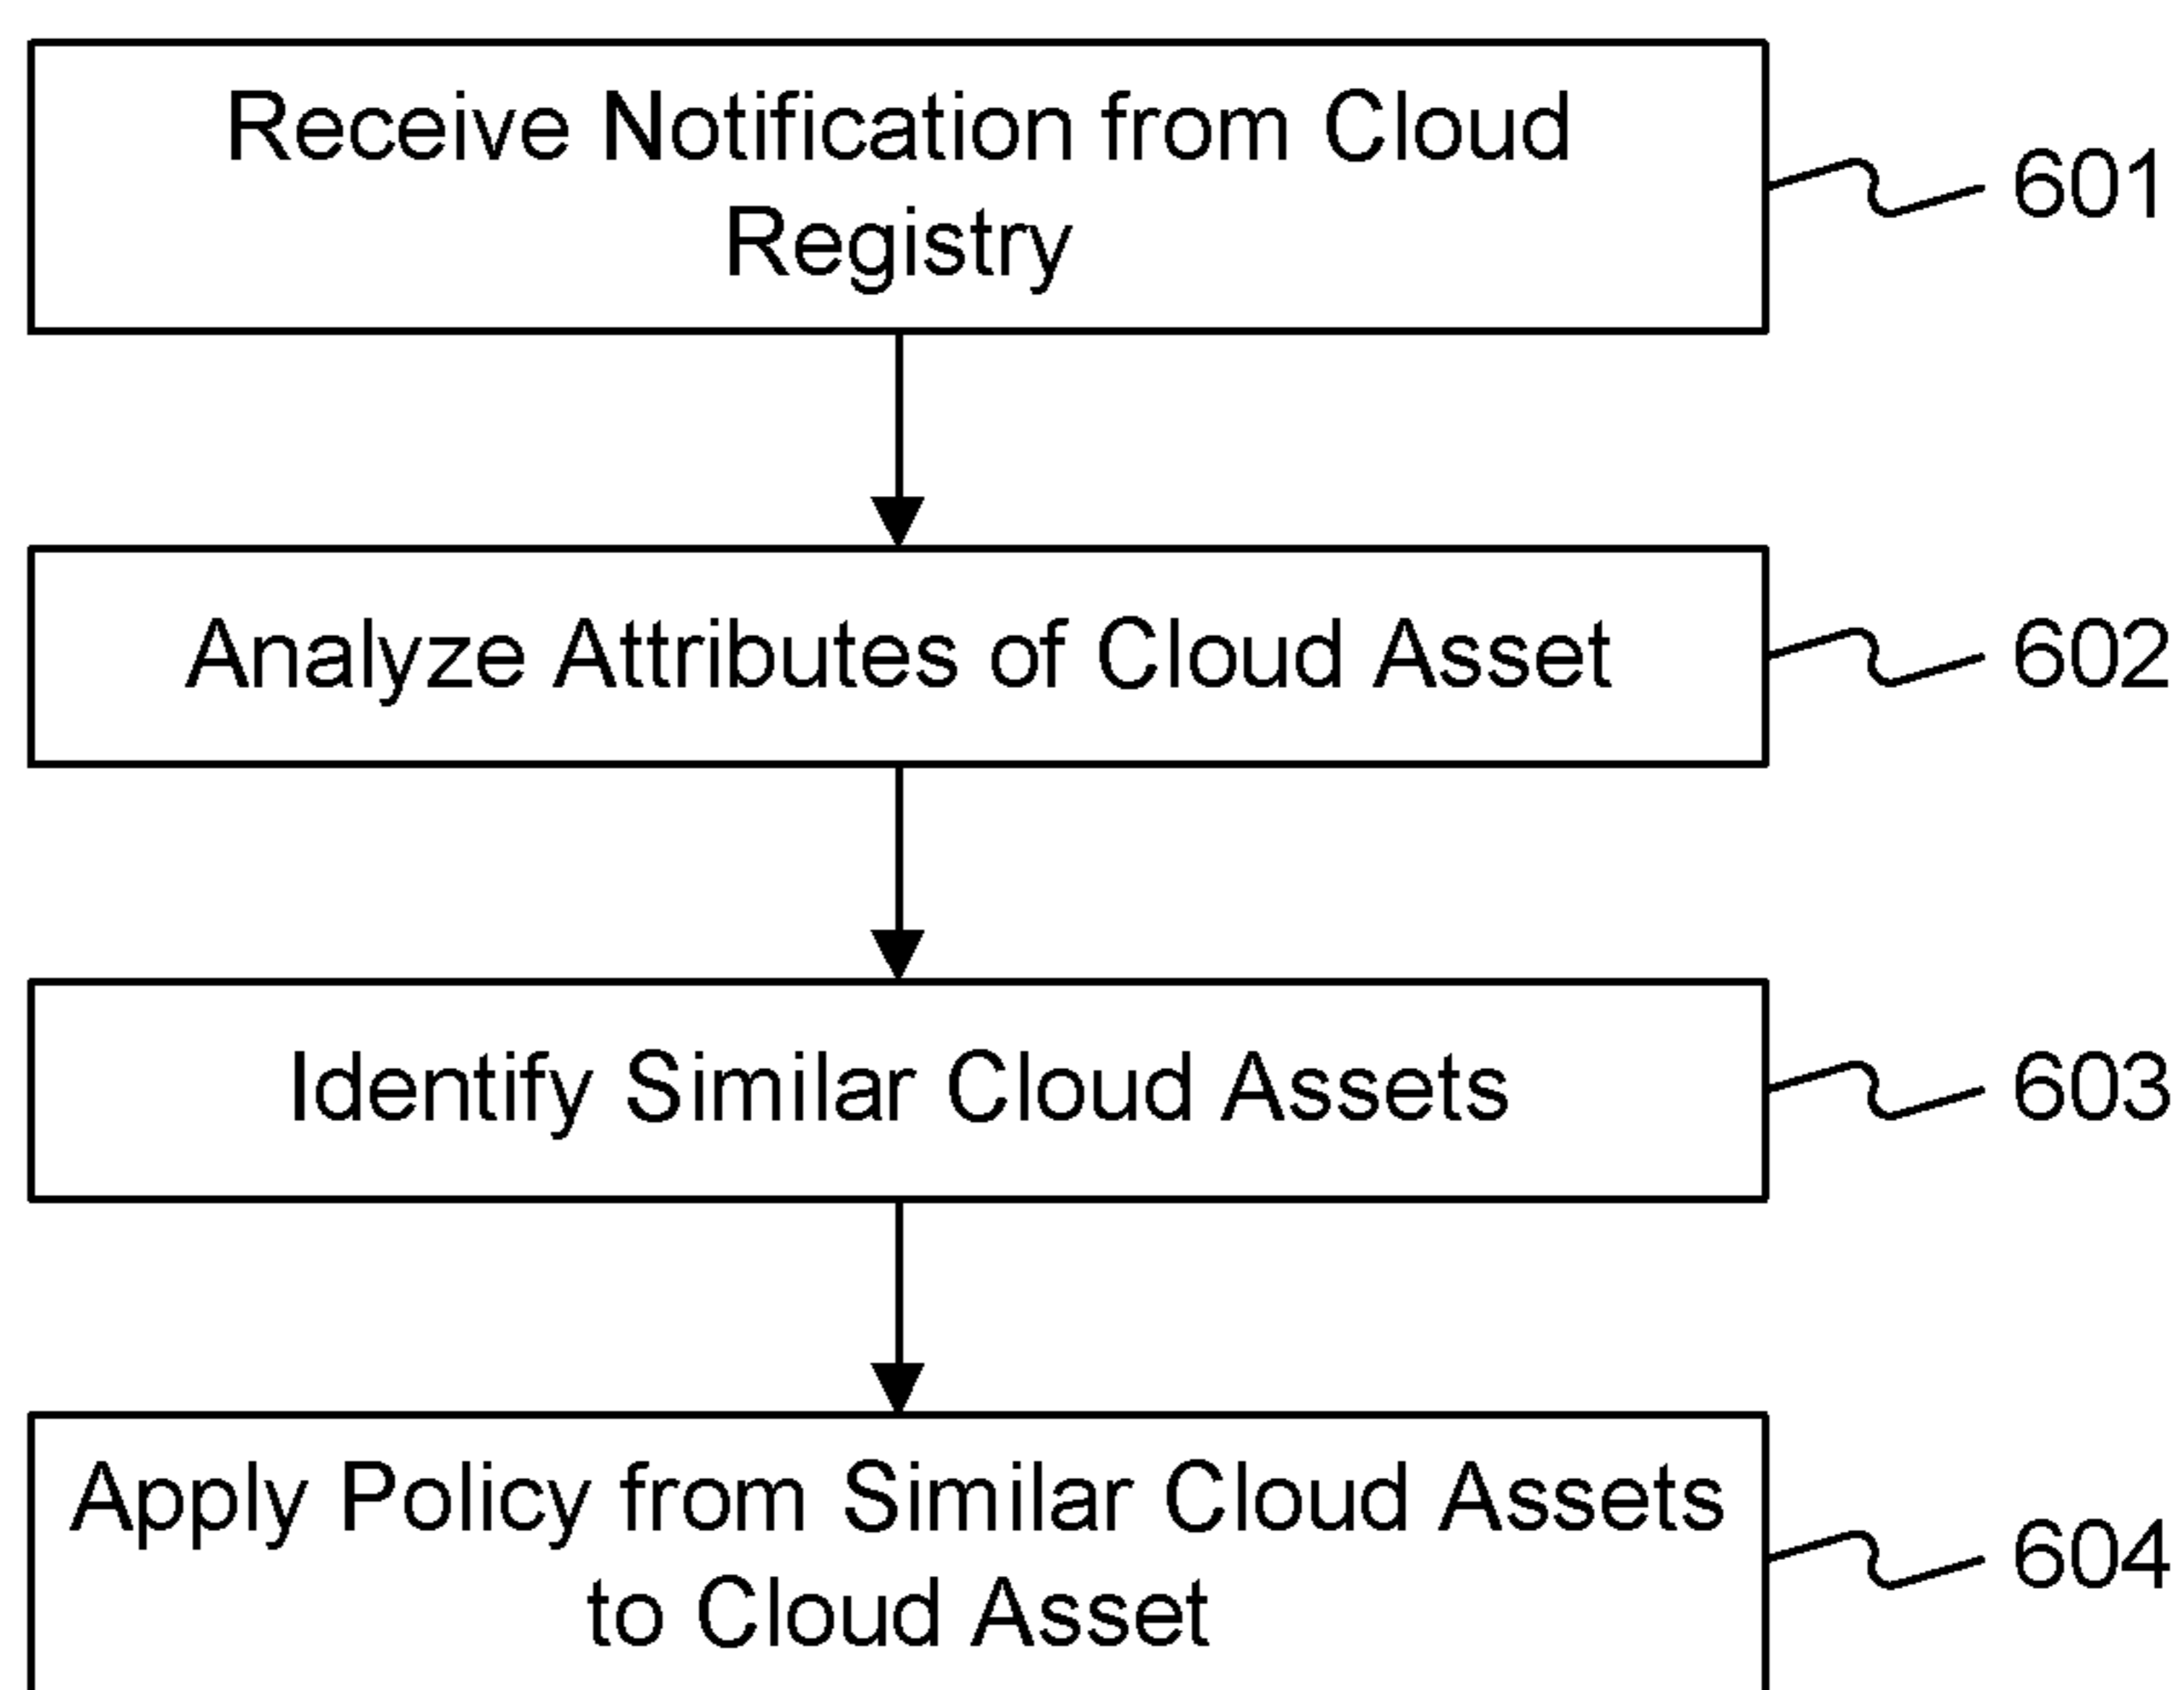 Receive Notification from Cloud
Registry
601
Analyze Attributes of Cloud Asset
602
Identify Similar Cloud Assets
603
Apply Policy from Similar Cloud Assets
to Cloud Asset
604